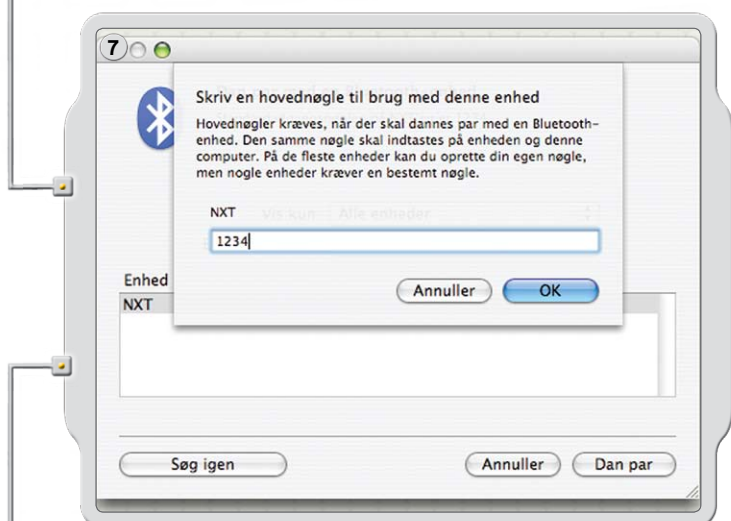 7
Skriv en hovednøgle til brug med denne enhed
Hovednøgler kræves, når der skal dannes par med en Bluetooth-
enhed. Den samme nøgle skal indtastes på enheden og denne
computer. På de fleste enheder kan du oprette din egen nøgle,
men nogle enheder kræver en bestemt nøgle.
NXT
Vis kun Alle enheder
1234
Annuller OK
Enhed
NXT
Søg igen Annuller Dan par